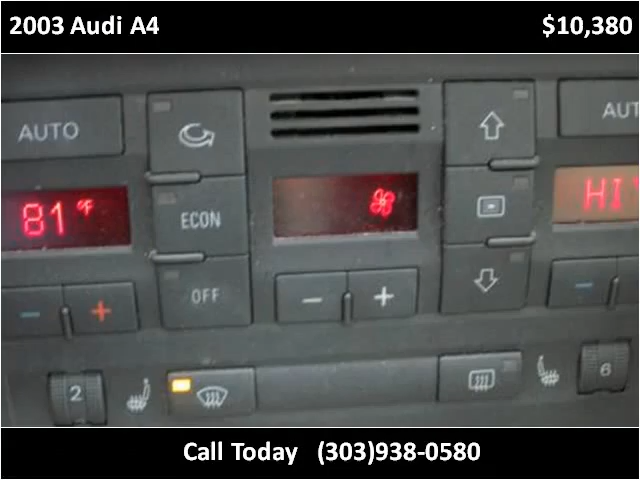 2003 Audi A4 $10,380
AUTO AUT
81°F HI
ECON
OFF
2 6
Call Today (303)938-0580